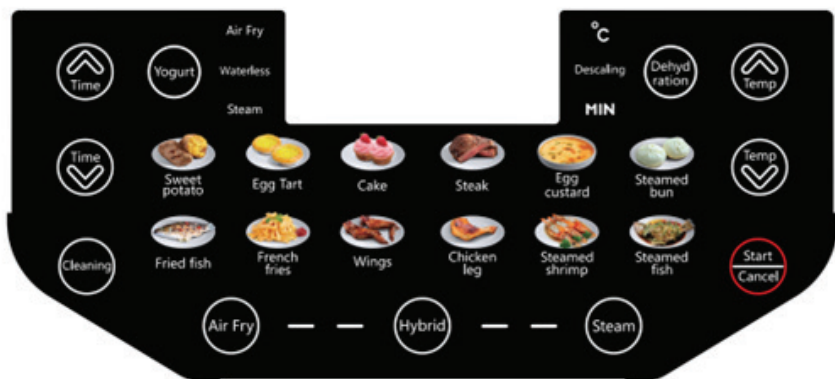 Air Fry
°C
Time
Yogurt
Waterless
Descaling
Dehyd
ration
Temp
Steam
MIN
Time
Sweet
potato
Egg Tart
Cake
Steak
Egg
custard
Steamed
bun
Temp
Cleaning
Fried fish
French
fries
Wings
Chicken
leg
Steamed
shrimp
Steamed
fish
Start
Cancel
Air Fry
Hybrid
Steam